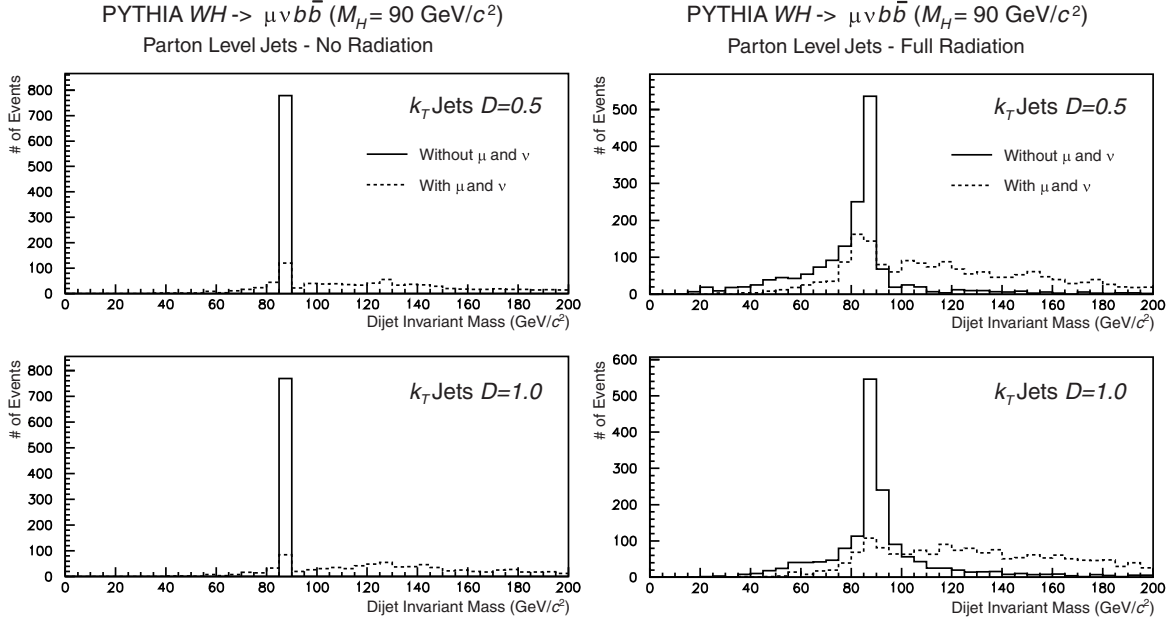 PYTHIA WH -> μνbb̄ (M_H = 90 GeV/c²)
Parton Level Jets - No Radiation
# of Events
800
700
600
500
400
300
200
100
0
k_T Jets D=0.5
Without μ and ν
With μ and ν
0 20 40 60 80 100 120 140 160 180 200
Dijet Invariant Mass (GeV/c²)
# of Events
800
700
600
500
400
300
200
100
0
k_T Jets D=1.0
0 20 40 60 80 100 120 140 160 180 200
Dijet Invariant Mass (GeV/c²)
PYTHIA WH -> μνbb̄ (M_H = 90 GeV/c²)
Parton Level Jets - Full Radiation
# of Events
500
400
300
200
100
0
k_T Jets D=0.5
Without μ and ν
With μ and ν
0 20 40 60 80 100 120 140 160 180 200
Dijet Invariant Mass (GeV/c²)
# of Events
600
500
400
300
200
100
0
k_T Jets D=1.0
0 20 40 60 80 100 120 140 160 180 200
Dijet Invariant Mass (GeV/c²)